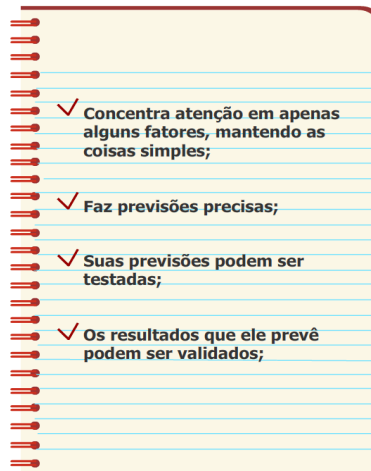 Concentra atenção em apenas
alguns fatores, mantendo as
coisas simples;
Faz previsões precisas;
Suas previsões podem ser
testadas;
Os resultados que ele prevê
podem ser validados;